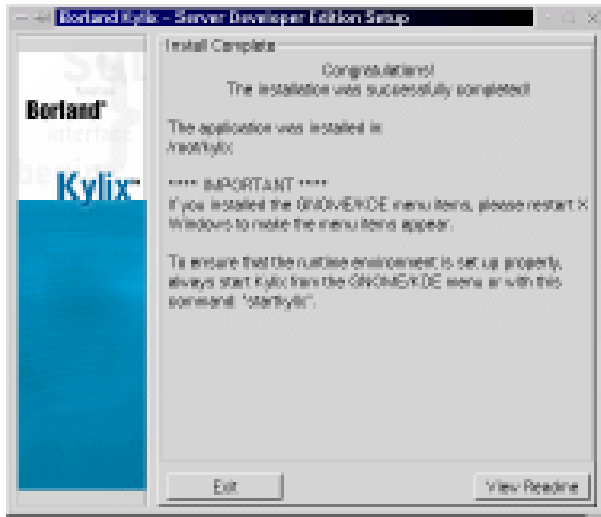 Borland Kylix - Server Developer Edition Setup
Install Complete
Congratulations!
The installation was successfully completed!
Borland®
interface
Kylix™
The application was installed in:
/root/kylix
**** IMPORTANT ****
If you installed the GNOME/KDE menu items, please restart X
Windows to make the menu items appear.
To ensure that the runtime environment is set up properly,
always start Kylix from the GNOME/KDE menu or with this
command: "startkylix".
Exit
View Readme